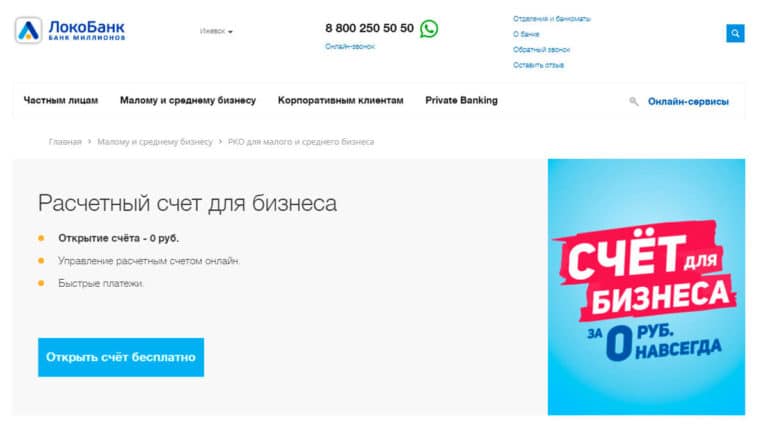 ЛокоБанк
БАНК МИЛЛИОНОВ
Ижевск
8 800 250 50 50
Онлайн-звонок
Отделения и банкоматы
О банке
Обратный звонок
Оставить отзыв
Частным лицам Малому и среднему бизнесу Корпоративным клиентам Private Banking Онлайн-сервисы
Главная > Малому и среднему бизнесу > РКО для малого и среднего бизнеса
Расчетный счет для бизнеса
Открытие счёта - 0 руб.
Управление расчетным счетом онлайн.
Быстрые платежи.
Открыть счёт бесплатно
СЧЁТ ДЛЯ
БИЗНЕСА
ЗА 0 РУБ.
НАВСЕГДА